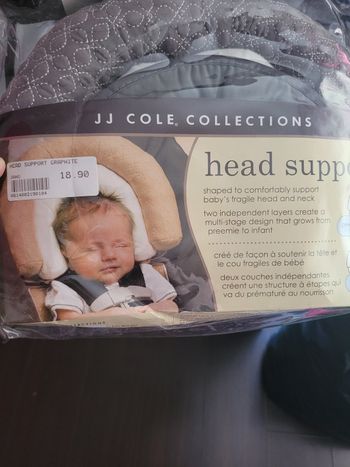 JJ COLE COLLECTIONS
HEAD SUPPORT GRAPHITE
18.90
head suppo
shaped to comfortably support
baby's fragile head and neck
two independent layers create a
multi-stage design that grows from
preemie to infant
créé de façon à soutenir la tête et
le cou fragiles de bébé
deux couches indépendantes
créent une structure à étapes qui
va du prématuré au nourrisson